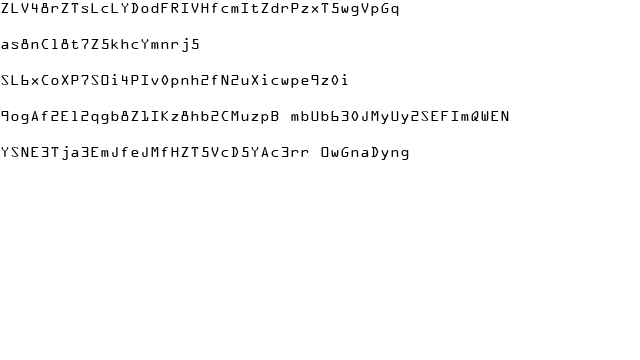 ZLV48rZTsLcLYDodFRIVHfcmItZdrPzxT5wgVpGq
as8nCl8t7Z5khcYmnrj5
SL6xCoXP7SOi4PIv0pnh2fN2uXicwpe9z0i
9ogAf2El2qgb8Z1IKz8hb2CMuzpB mbUb630JMyUy2SEFImQWEN
YSNE3Tja3EmJfeJMfHZT5VcD5YAc3rr OwGnaDyng